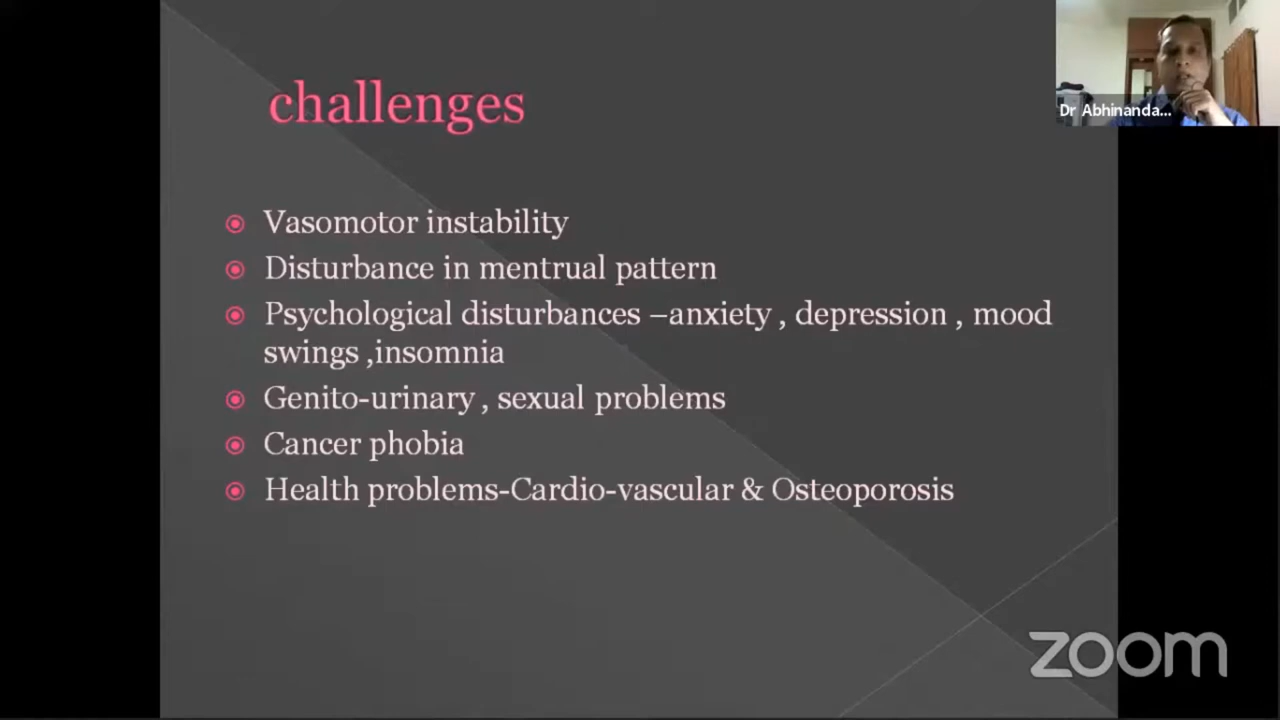 challenges
Dr Abhinanda...
Vasomotor instability
Disturbance in mentrual pattern
Psychological disturbances –anxiety , depression , mood
swings ,insomnia
Genito-urinary , sexual problems
Cancer phobia
Health problems-Cardio-vascular & Osteoporosis
zoom